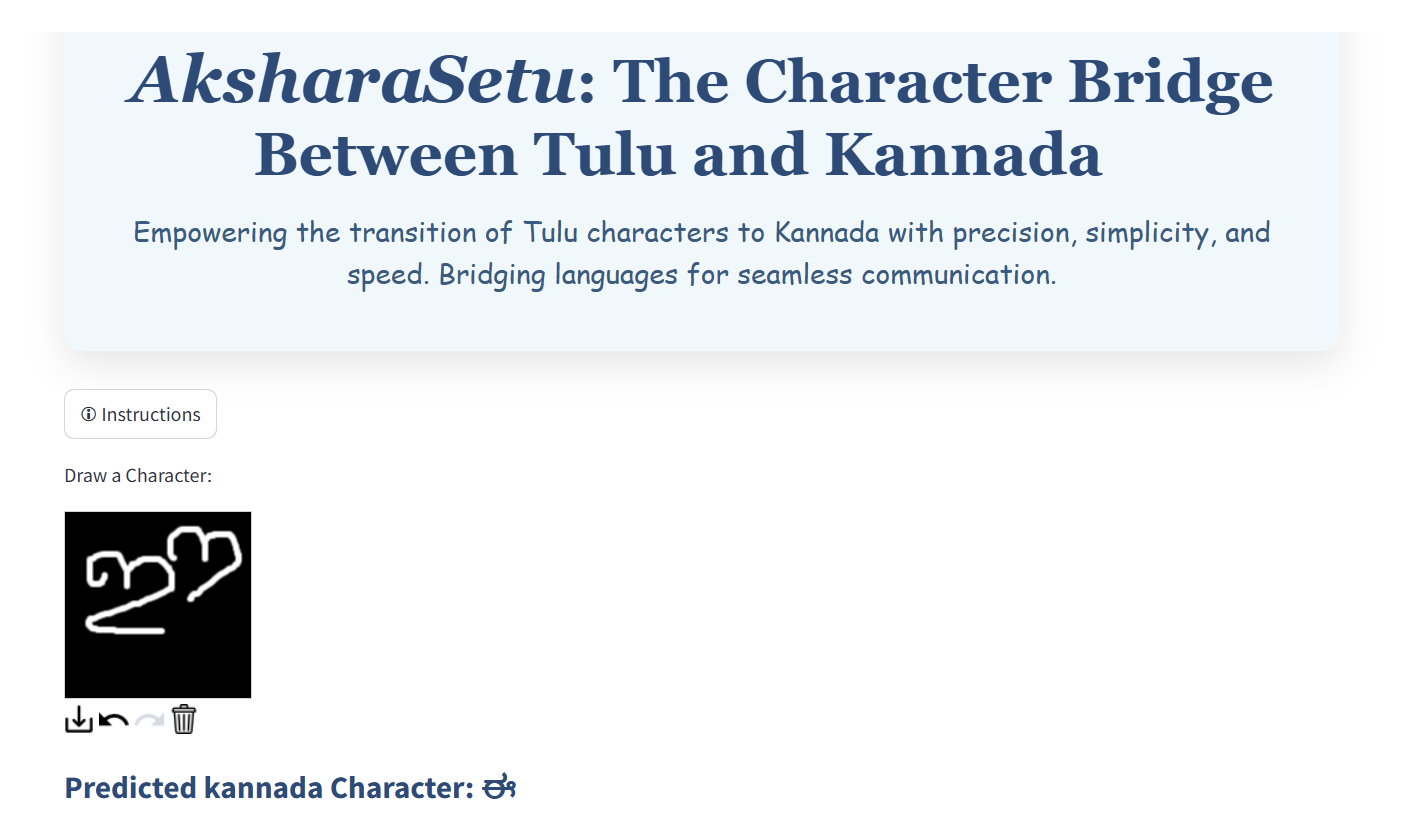 AksharaSetu: The Character Bridge
Between Tulu and Kannada
Empowering the transition of Tulu characters to Kannada with precision, simplicity, and
speed. Bridging languages for seamless communication.
Instructions
Draw a Character:
Predicted kannada Character: ಈ